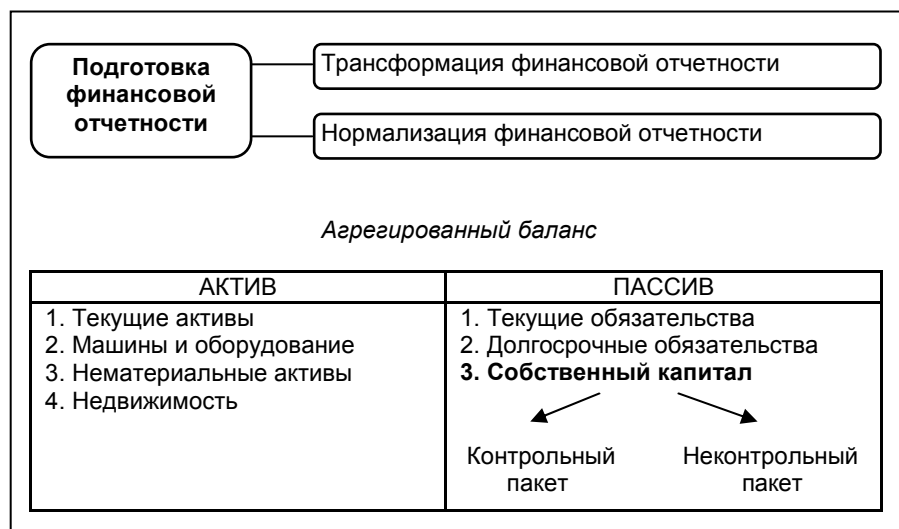 Подготовка
финансовой
отчетности
Трансформация финансовой отчетности
Нормализация финансовой отчетности
Агрегированный баланс
АКТИВ
1. Текущие активы
2. Машины и оборудование
3. Нематериальные активы
4. Недвижимость
ПАССИВ
1. Текущие обязательства
2. Долгосрочные обязательства
3. Собственный капитал
Контрольный
пакет
Неконтрольный
пакет